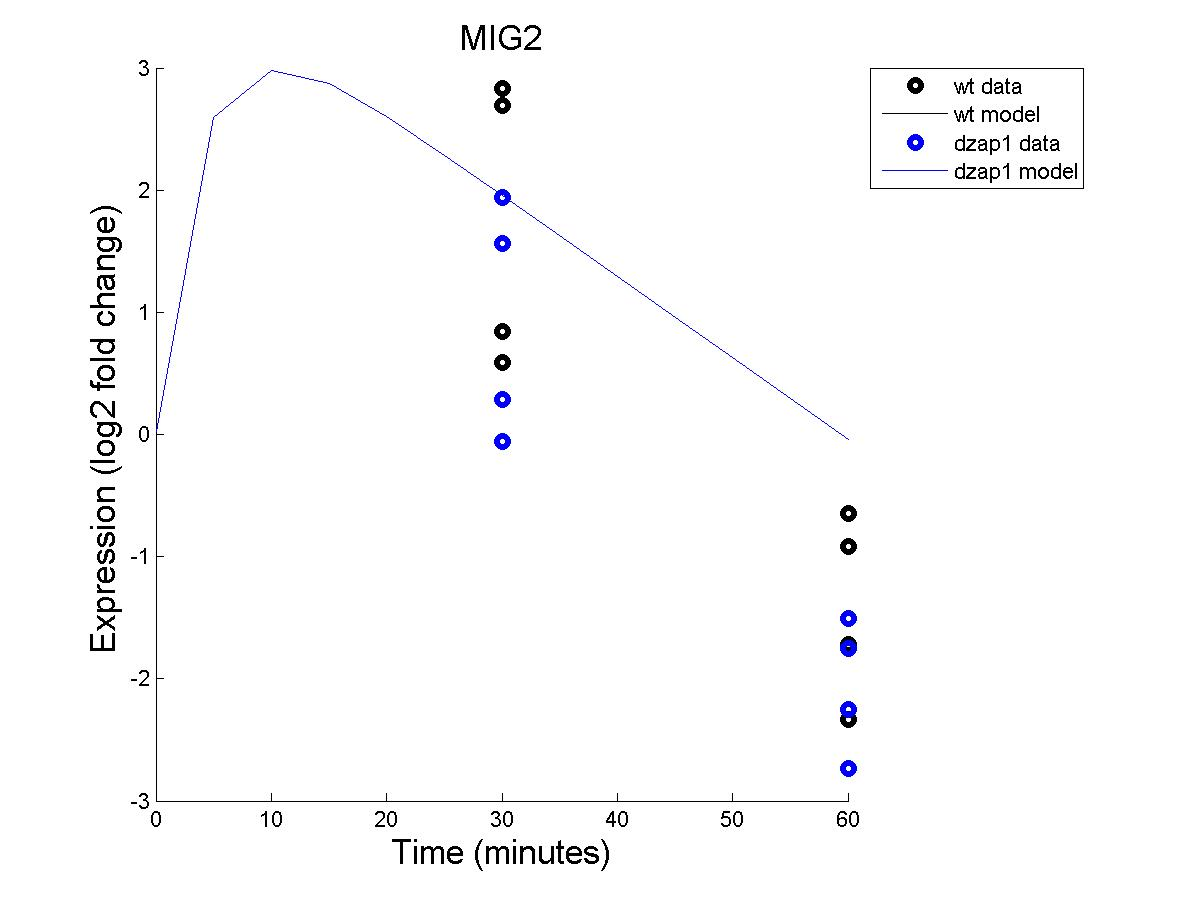 MIG2
wt data
wt model
dzap1 data
dzap1 model
Expression (log2 fold change)
3
2
1
0
-1
-2
-3
0 10 20 30 40 50 60
Time (minutes)